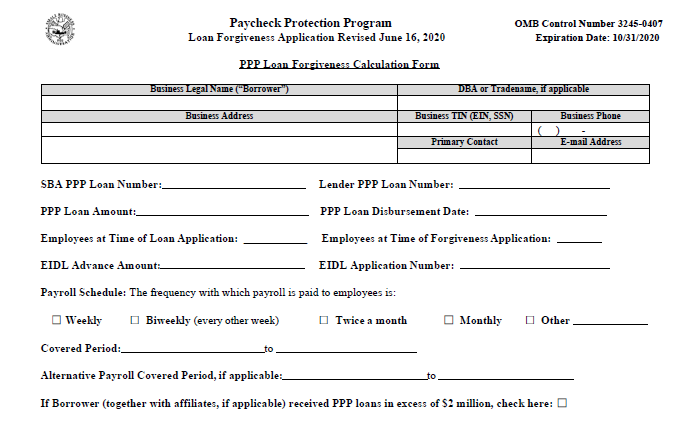 Paycheck Protection Program
OMB Control Number 3245-0407
Loan Forgiveness Application Revised June 16, 2020
Expiration Date: 10/31/2020
PPP Loan Forgiveness Calculation Form
Business Legal Name ("Borrower") DBA or Tradename, if applicable
Business Address Business TIN (EIN, SSN) Business Phone
( ) -
Primary Contact E-mail Address
SBA PPP Loan Number: Lender PPP Loan Number:
PPP Loan Amount: PPP Loan Disbursement Date:
Employees at Time of Loan Application: Employees at Time of Forgiveness Application:
EIDL Advance Amount: EIDL Application Number:
Payroll Schedule: The frequency with which payroll is paid to employees is:
☐ Weekly ☐ Biweekly (every other week) ☐ Twice a month ☐ Monthly ☐ Other
Covered Period: to
Alternative Payroll Covered Period, if applicable: to
If Borrower (together with affiliates, if applicable) received PPP loans in excess of $2 million, check here: ☐